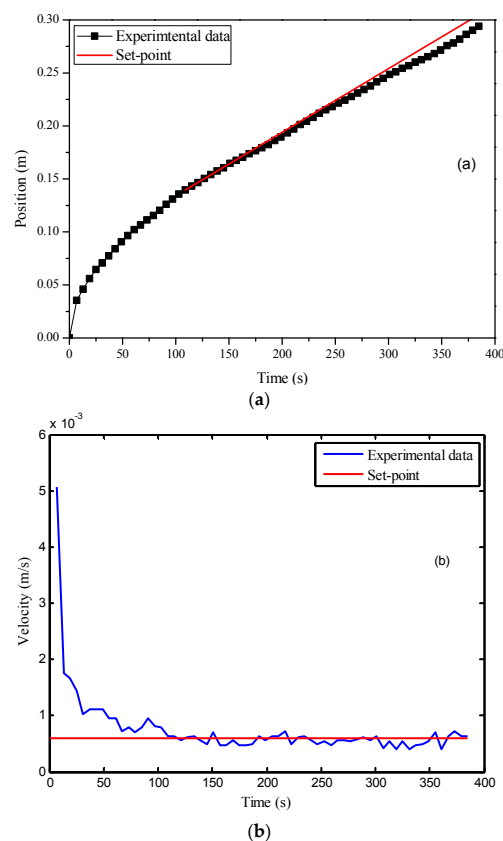 0.30
0.25
0.20
0.15
0.10
0.05
0.00
Position (m)
Experimtental data
Set-point
(a)
0 50 100 150 200 250 300 350 400
Time (s)
(a)
6 x 10-3
5
4
3
2
1
0
Velocity (m/s)
Experimental data
Set-point
(b)
0 50 100 150 200 250 300 350 400
Time (s)
(b)